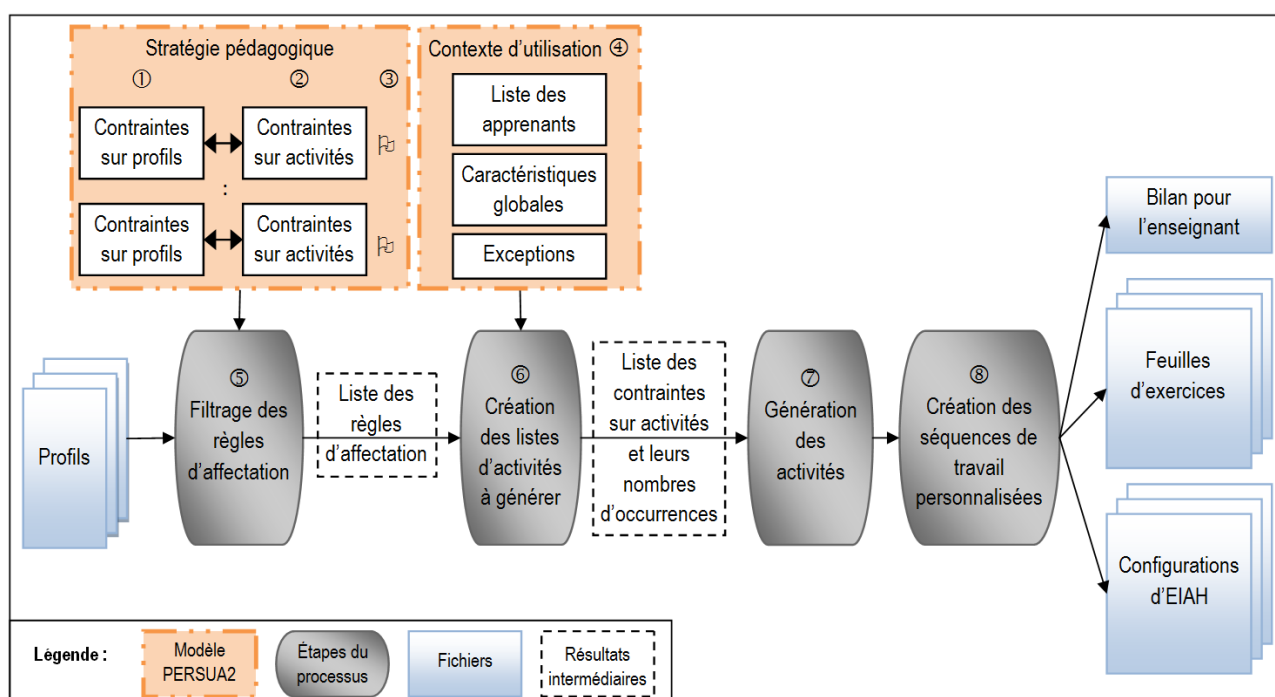 Stratégie pédagogique
① ② ③
Contraintes
sur profils
Contraintes
sur activités
:
Contraintes
sur profils
Contraintes
sur activités
Contexte d'utilisation ④
Liste des
apprenants
Caractéristiques
globales
Exceptions
Profils
⑤
Filtrage des
règles
d'affectation
Liste des
règles
d'affectation
⑥
Création
des listes
d'activités
à générer
Liste des
contraintes
sur activités
et leurs
nombres
d'occurrences
⑦
Génération
des
activités
⑧
Création des
séquences de
travail
personnalisées
Bilan pour
l'enseignant
Feuilles
d'exercices
Configurations
d'EIAH
Légende :
Modèle
PERSUA2
Étapes du
processus
Fichiers
Résultats
intermédiaires